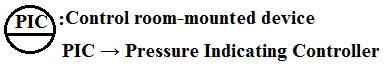 PIC :Control room-mounted device
PIC → Pressure Indicating Controller